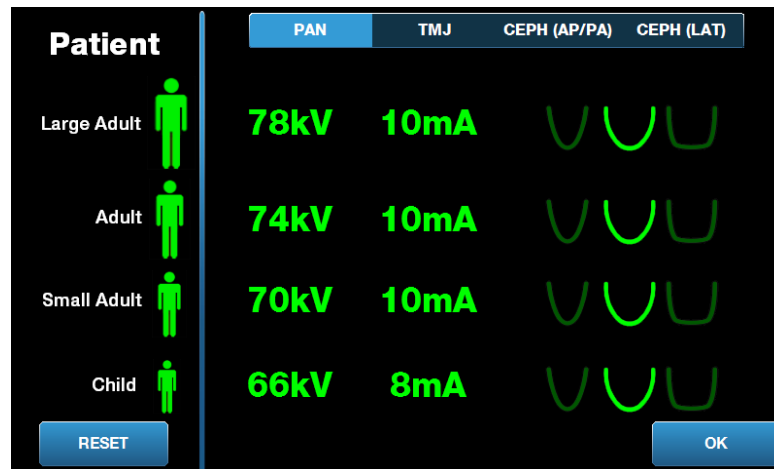 Patient
PAN TMJ CEPH (AP/PA) CEPH (LAT)
Large Adult 78kV 10mA
Adult 74kV 10mA
Small Adult 70kV 10mA
Child 66kV 8mA
RESET OK